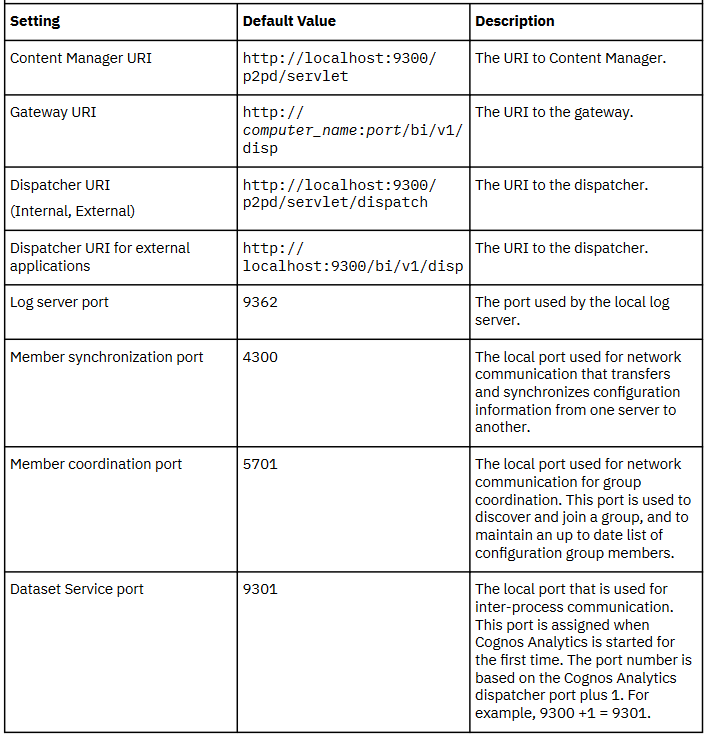 Setting Default Value Description
Content Manager URI http://localhost:9300/ The URI to Content Manager.
p2pd/servlet
Gateway URI http:// The URI to the gateway.
computer_name:port/bi/v1/
disp
Dispatcher URI http://localhost:9300/ The URI to the dispatcher.
(Internal, External) p2pd/servlet/dispatch
Dispatcher URI for external http:// The URI to the dispatcher.
applications localhost:9300/bi/v1/disp
Log server port 9362 The port used by the local log
server.
Member synchronization port 4300 The local port used for network
communication that transfers
and synchronizes configuration
information from one server to
another.
Member coordination port 5701 The local port used for network
communication for group
coordination. This port is used to
discover and join a group, and to
maintain an up to date list of
configuration group members.
Dataset Service port 9301 The local port that is used for
inter-process communication.
This port is assigned when
Cognos Analytics is started for
the first time. The port number is
based on the Cognos Analytics
dispatcher port plus 1. For
example, 9300 +1 = 9301.